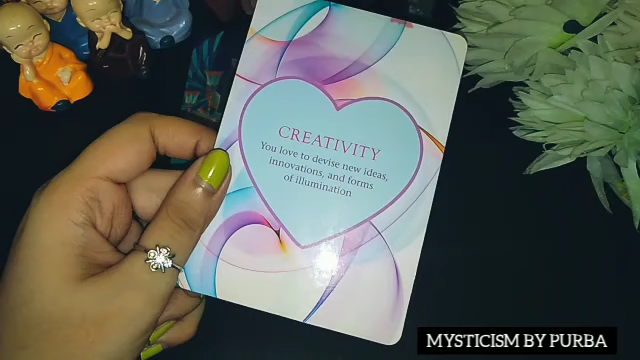 CREATIVITY
You love to devise new ideas,
innovations, and forms
of illumination
MYSTICISM BY PURBA